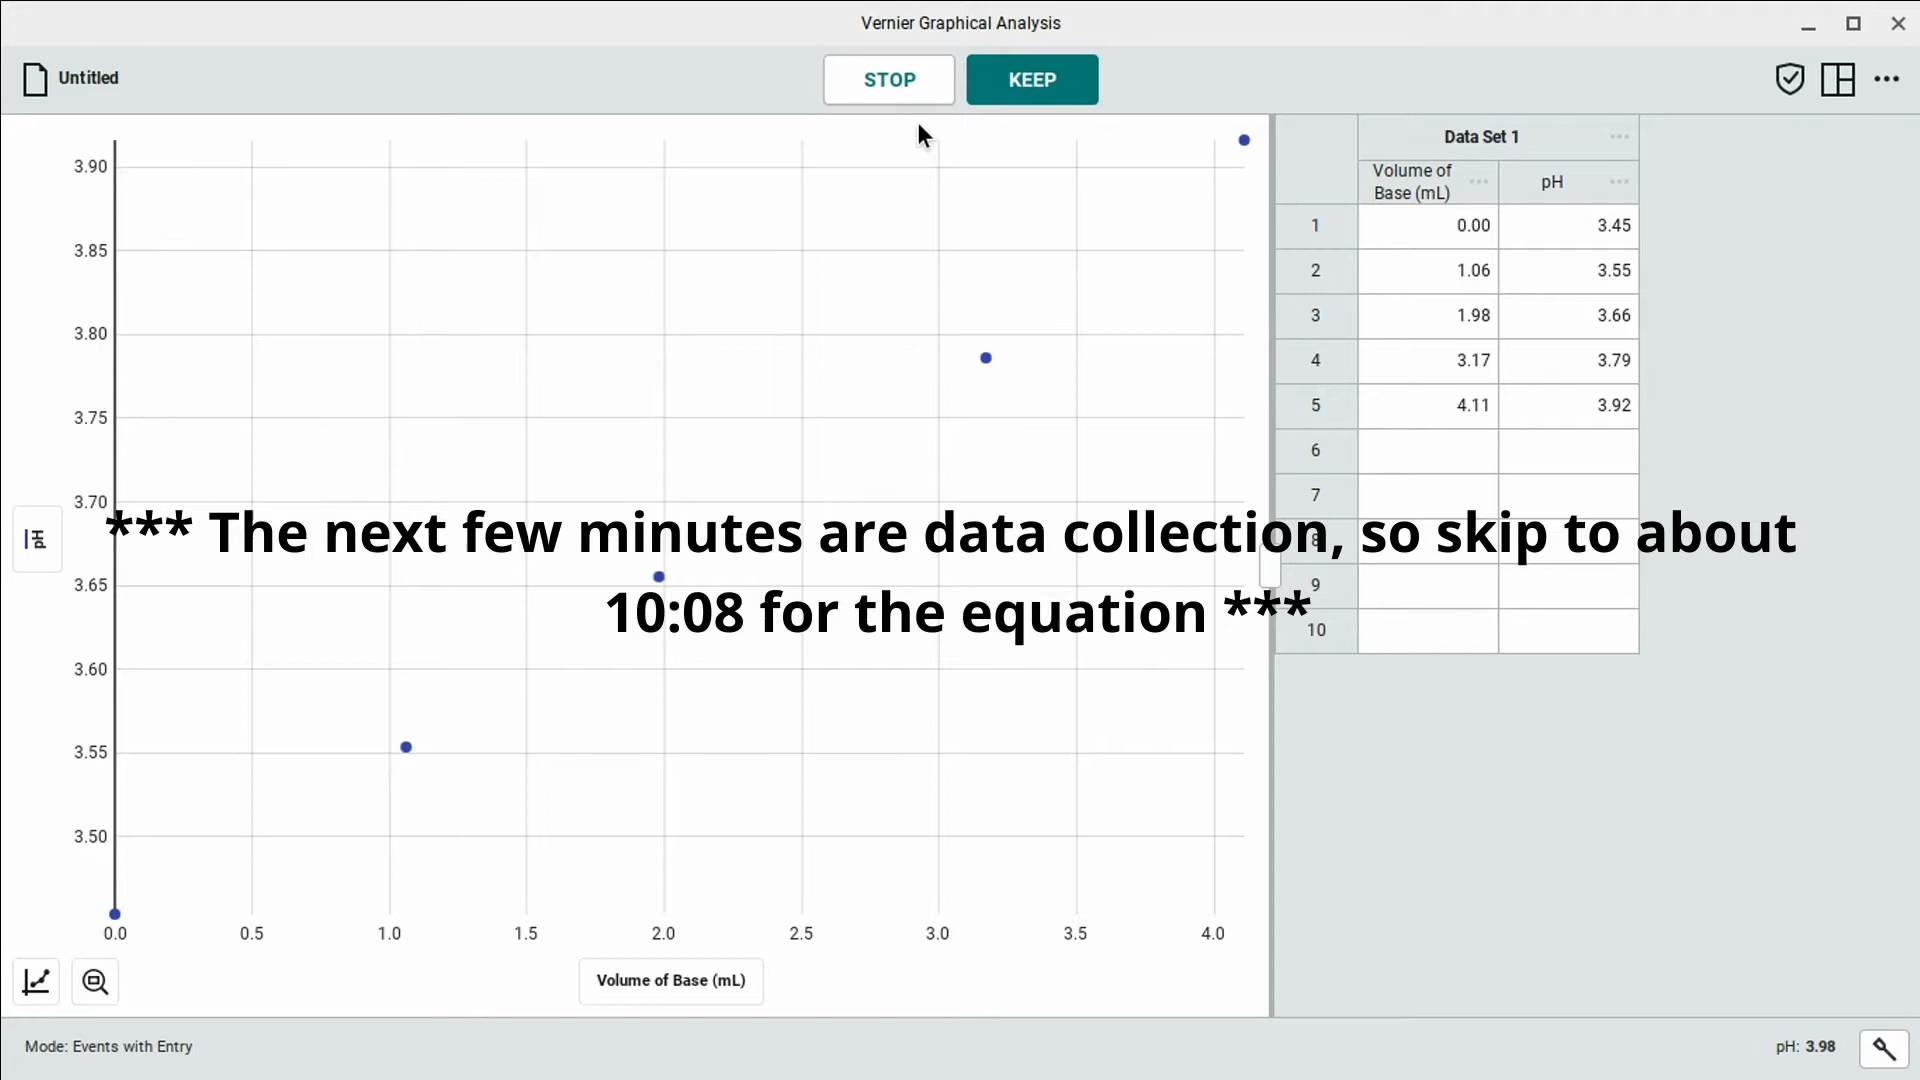 Vernier Graphical Analysis
Untitled
STOP
KEEP
3.90
3.85
3.80
3.75
3.70
3.65
3.60
3.55
3.50
pH
0.0 0.5 1.0 1.5 2.0 2.5 3.0 3.5 4.0
Volume of Base (mL)
Data Set 1
Volume of
Base (mL)
pH
1 0.00 3.45
2 1.06 3.55
3 1.98 3.66
4 3.17 3.79
5 4.11 3.92
6
7
8
9
10
*** The next few minutes are data collection, so skip to about
10:08 for the equation ***
Mode: Events with Entry
pH: 3.98